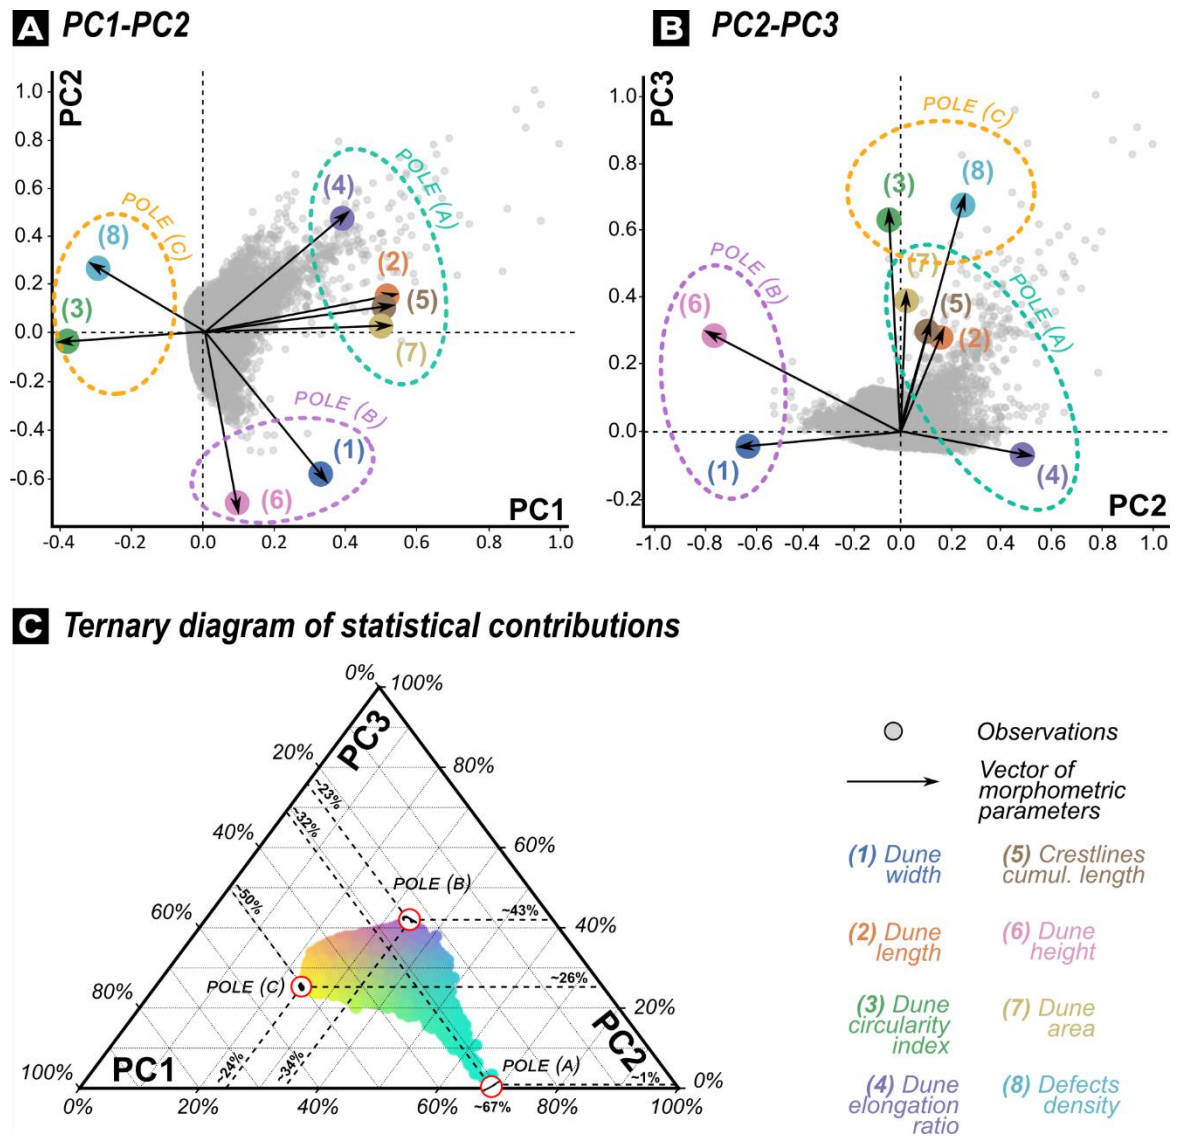 A PC1-PC2
PC2
1.0
0.8
0.6
0.4
0.2
0.0
-0.2
-0.4
-0.6
POLE (C)
(8)
(3)
(4)
POLE (A)
(2)
(5)
(7)
POLE (B)
(1)
(6)
PC1
-0.4 -0.2 0.0 0.2 0.4 0.6 0.8 1.0
B PC2-PC3
PC3
1.0
0.8
0.6
0.4
0.2
0.0
-0.2
POLE (C)
(3)
(8)
POLE (B)
(7)
POLE (A)
(6)
(5)
(2)
(1)
(4)
PC2
-1.0 -0.8 -0.6 -0.4 -0.2 0.0 0.2 0.4 0.6 0.8 1.0
C Ternary diagram of statistical contributions
0% 100%
PC3
20% 80%
~23%
~32%
40% 60%
POLE (B)
~50%
~43%
60% 40%
~26%
POLE (C)
80% 20%
PC2
~24%
~34%
POLE (A)
~1%
100% PC1 0%
0% 20% 40% 60% ~67% 80% 100%
Observations
Vector of
morphometric
parameters
(1) Dune
width
(5) Crestlines
cumul. length
(2) Dune
length
(6) Dune
height
(3) Dune
circularity
index
(7) Dune
area
(4) Dune
elongation
ratio
(8) Defects
density